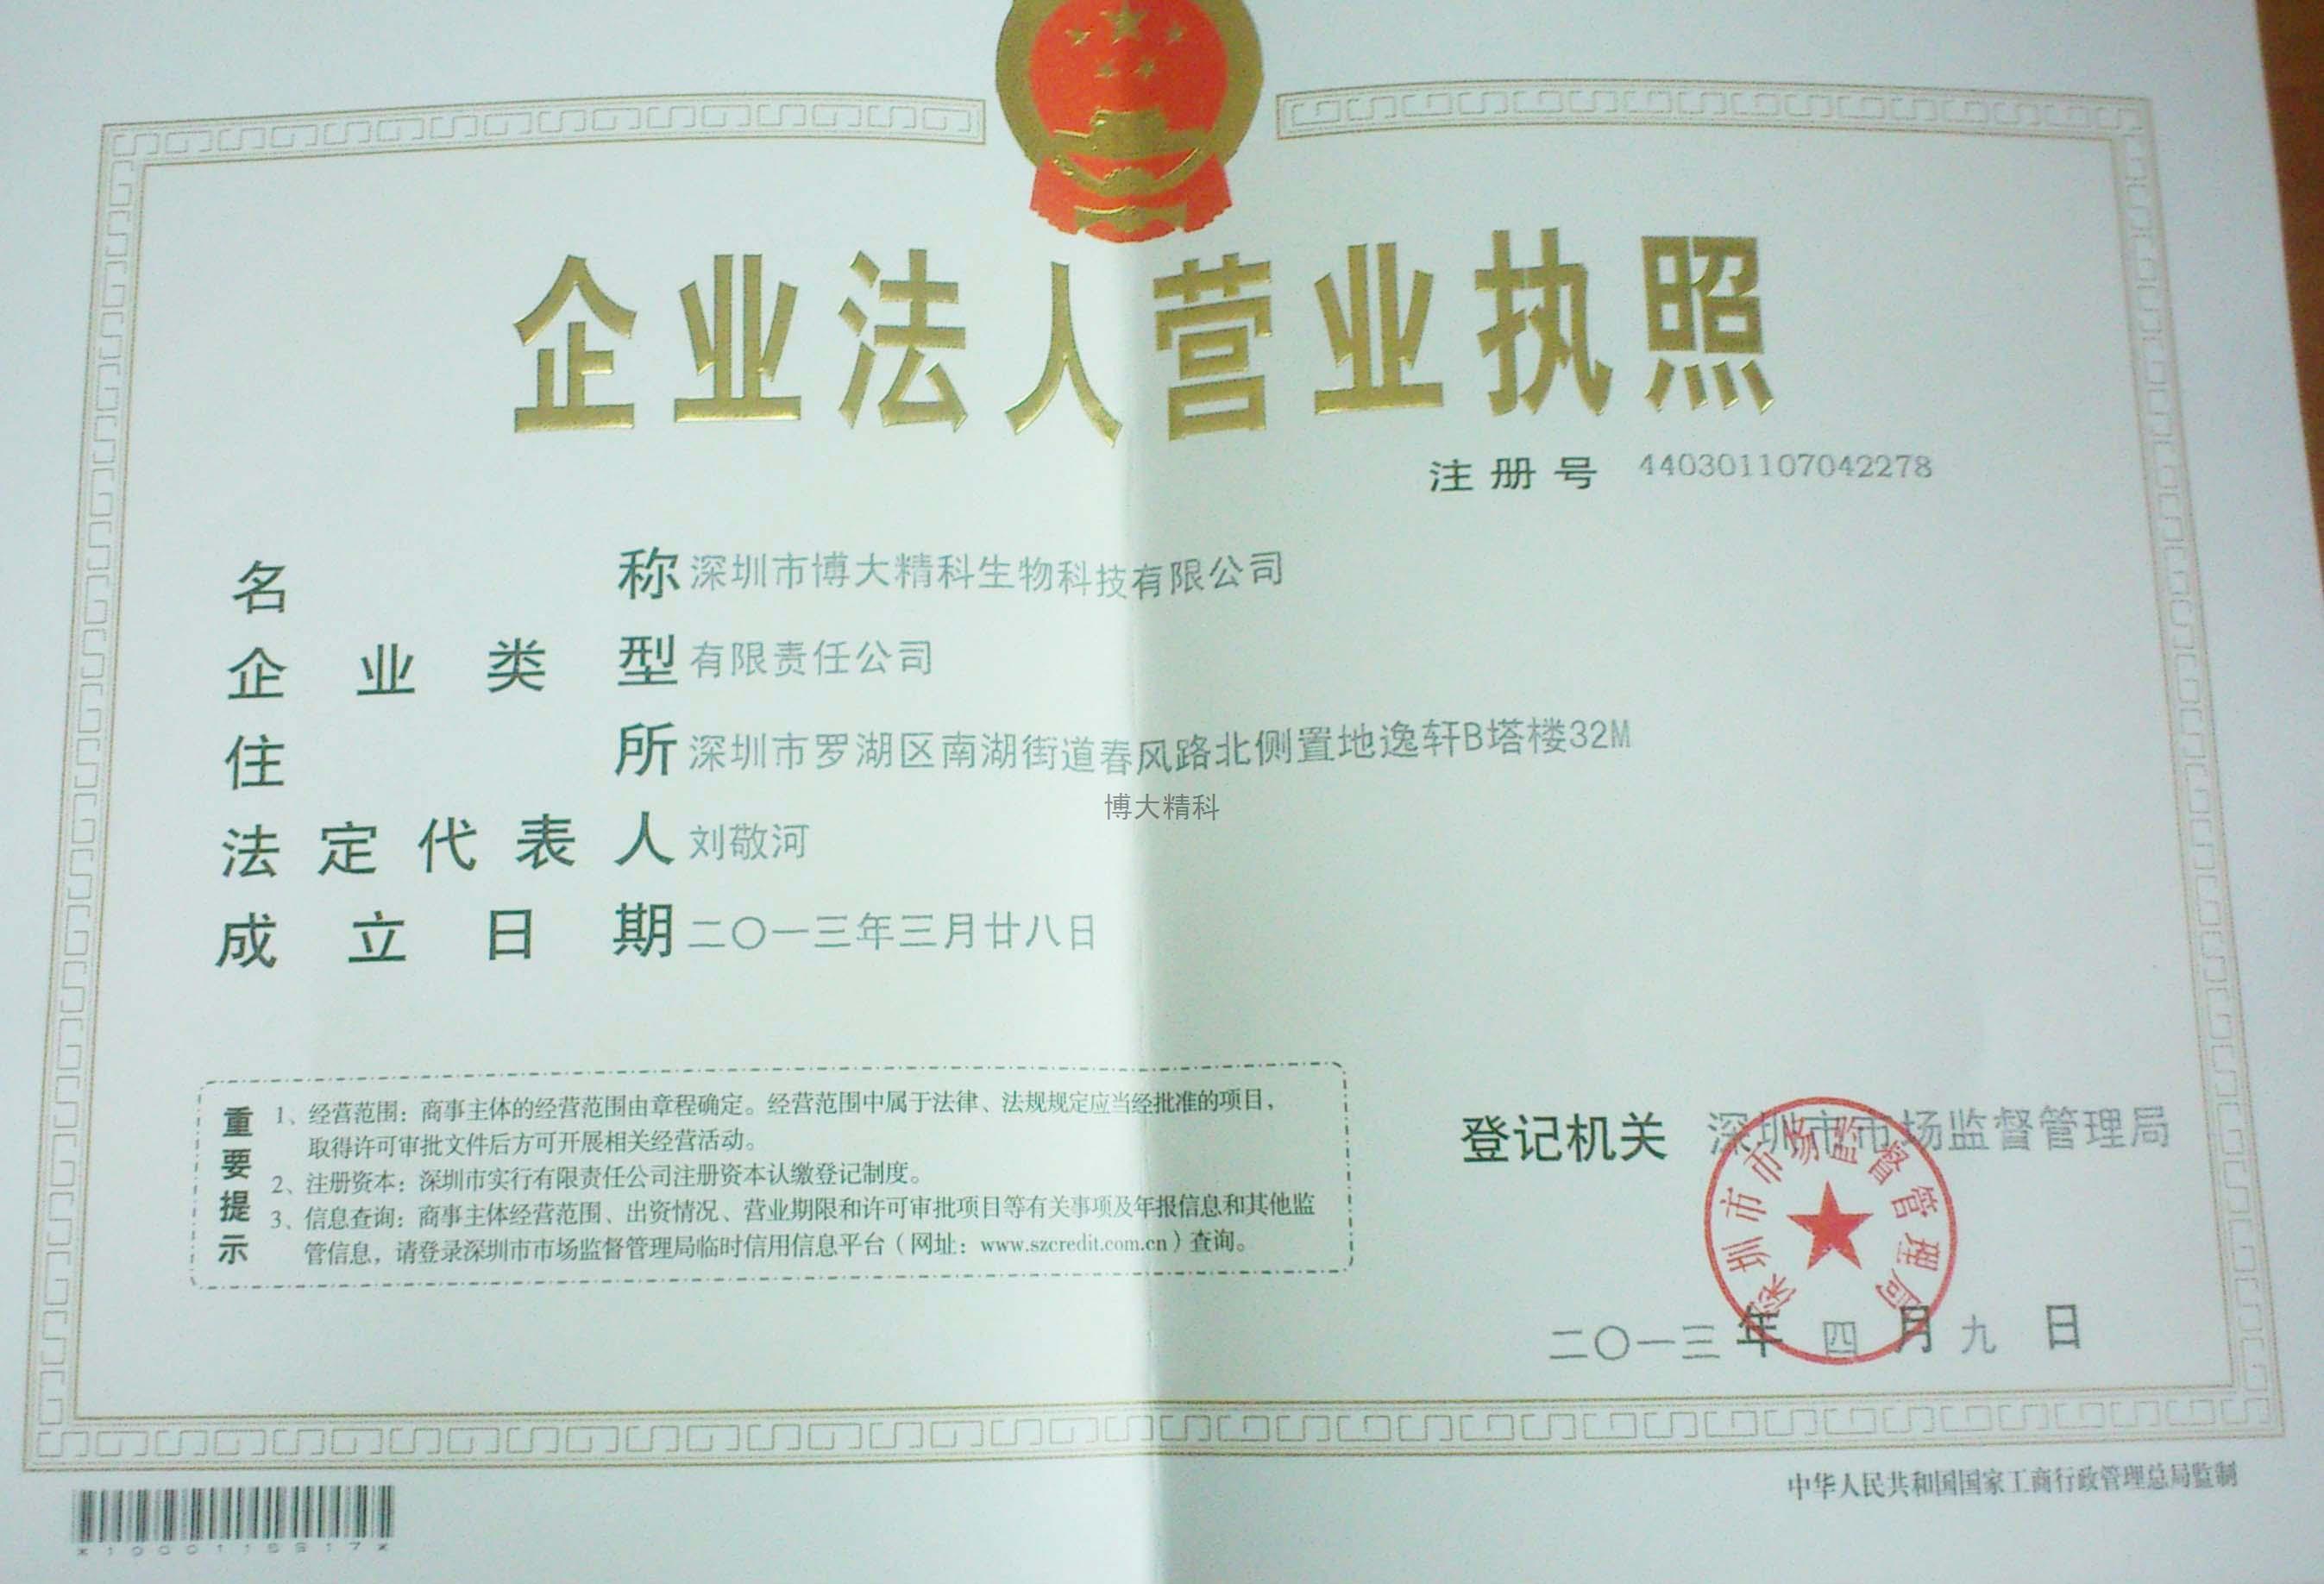 企业法人营业执照
注册号 440301107042278
名称 深圳市博大精科生物科技有限公司
企业类型 有限责任公司
住所 深圳市罗湖区南湖街道春风路北侧置地逸轩B塔楼32M
博大精科
法定代表人 刘敬河
成立日期 二〇一三年三月廿八日
重要提示
1、经营范围：商事主体的经营范围由章程确定。经营范围中属于法律、法规规定应当经批准的项目，
取得许可审批文件后方可开展相关经营活动。
2、注册资本：深圳市实行有限责任公司注册资本认缴登记制度。
3、信息查询：商事主体经营范围、出资情况、营业期限和许可审批项目等有关事项及年报信息和其他监
管信息，请登录深圳市市场监督管理局临时信用信息平台（网址：www.szcredit.com.cn）查询。
登记机关 深圳市市场监督管理局
深圳市市场监督管理局
二〇一三年四月九日
中华人民共和国国家工商行政管理总局监制